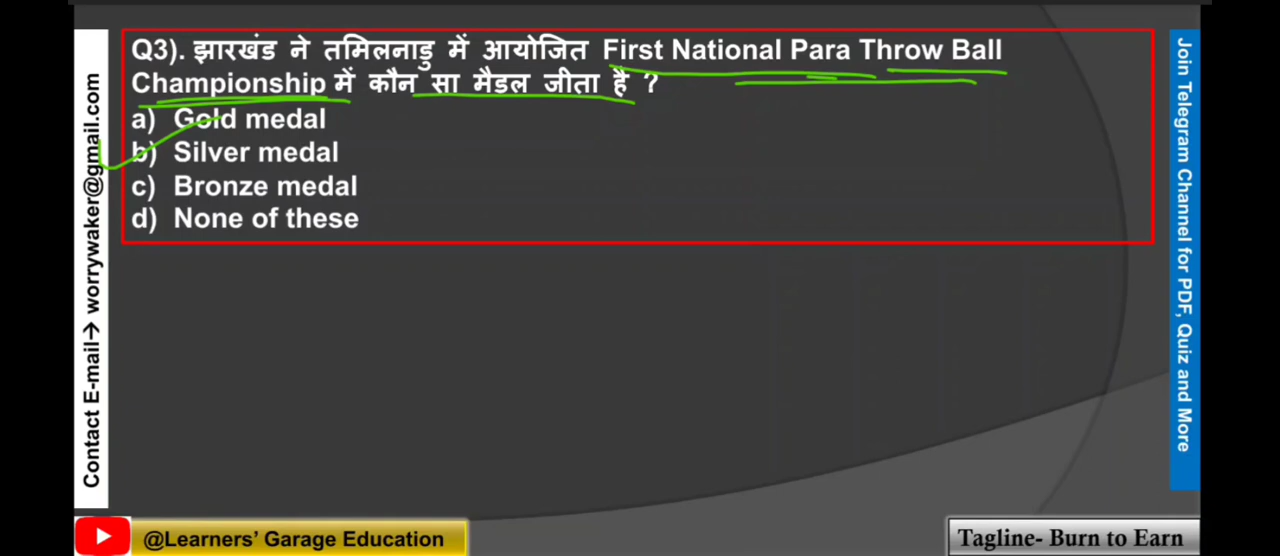 Q3). झारखंड ने तमिलनाडु में आयोजित First National Para Throw Ball
Championship में कौन सा मैडल जीता है ?
a) Gold medal
b) Silver medal
c) Bronze medal
d) None of these
Contact E-mail→ worrywaker@gmail.com
Join Telegram Channel for PDF, Quiz and More
@Learners' Garage Education
Tagline- Burn to Earn